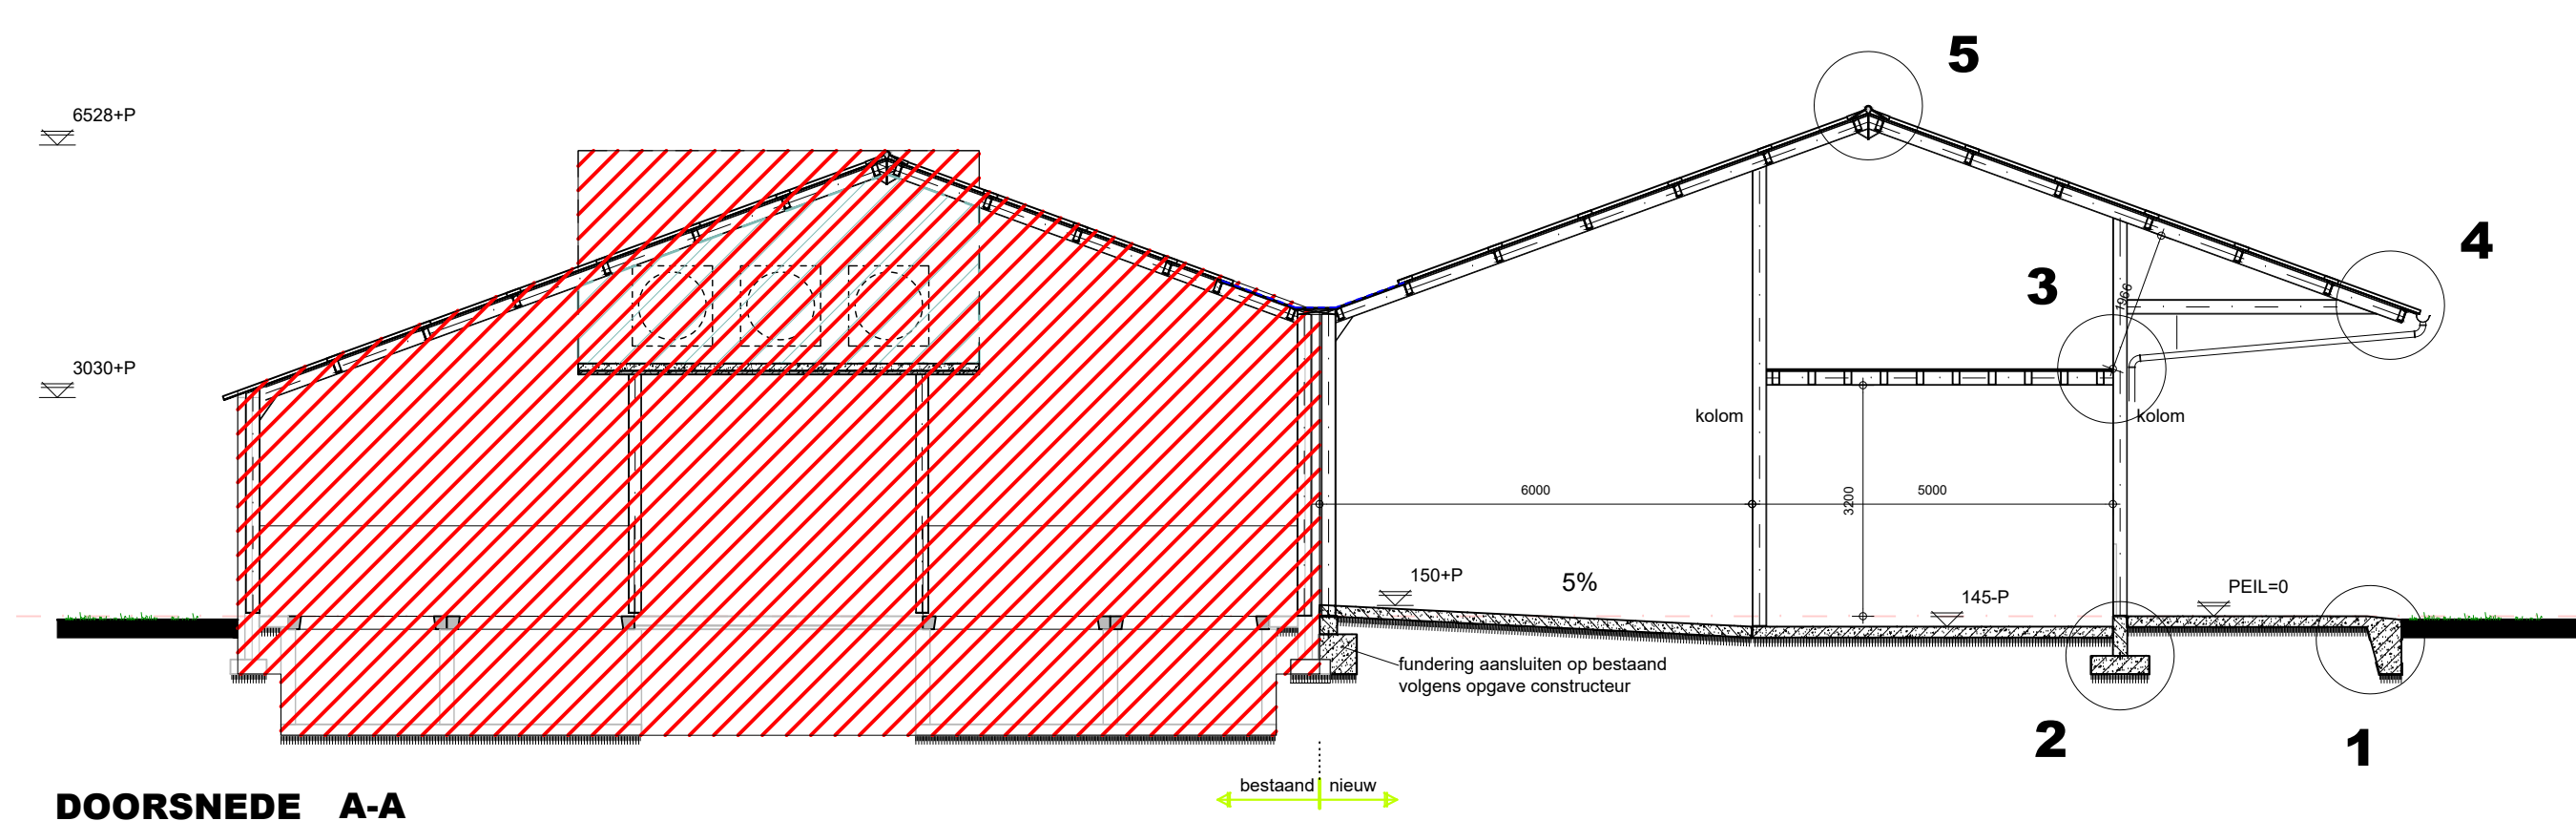 5
6528+P
4
3
1966
3030+P
kolom
kolom
6000
3200
5000
150+P
5%
145-P
PEIL=0
fundering aansluiten op bestaand
volgens opgave constructeur
2
1
bestaand
nieuw
DOORSNEDE A-A